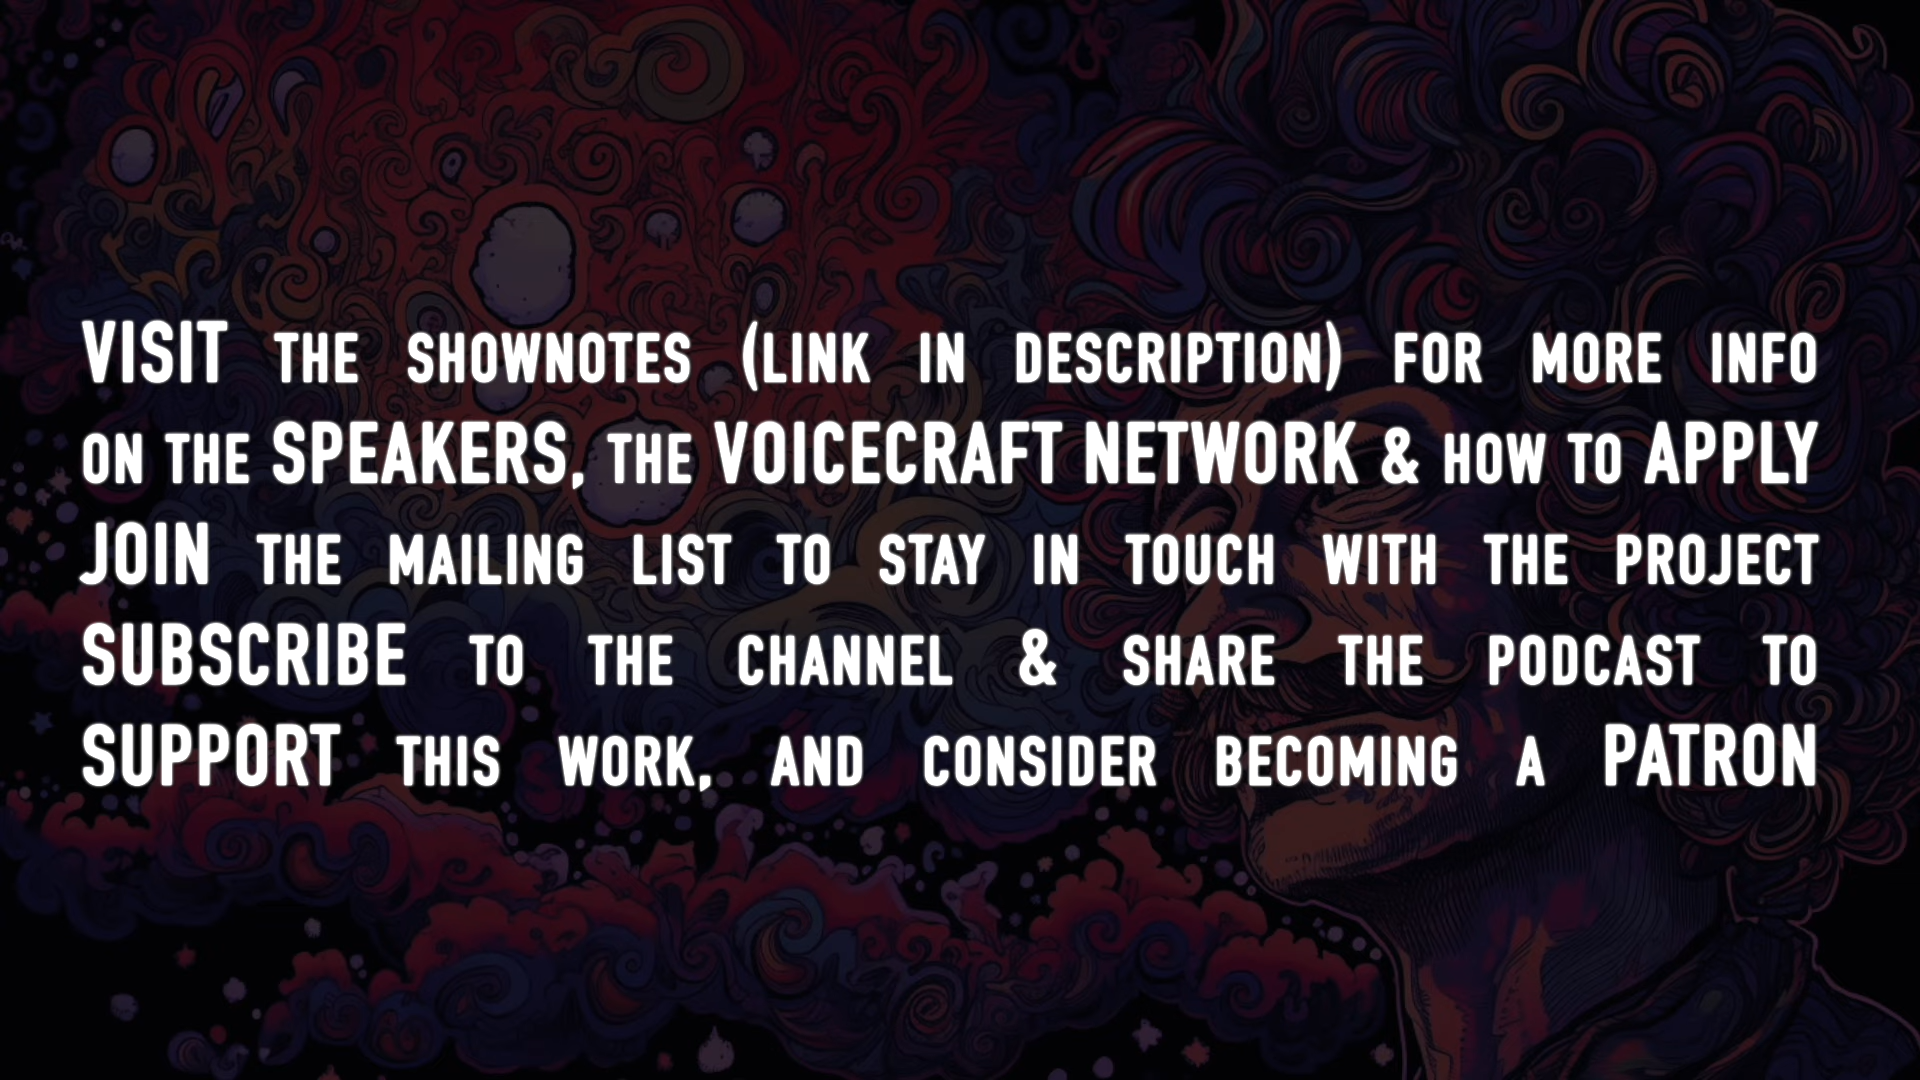 VISIT THE SHOWNOTES (LINK IN DESCRIPTION) FOR MORE INFO
ON THE SPEAKERS, THE VOICECRAFT NETWORK & HOW TO APPLY
JOIN THE MAILING LIST TO STAY IN TOUCH WITH THE PROJECT
SUBSCRIBE TO THE CHANNEL & SHARE THE PODCAST TO
SUPPORT THIS WORK, AND CONSIDER BECOMING A PATRON